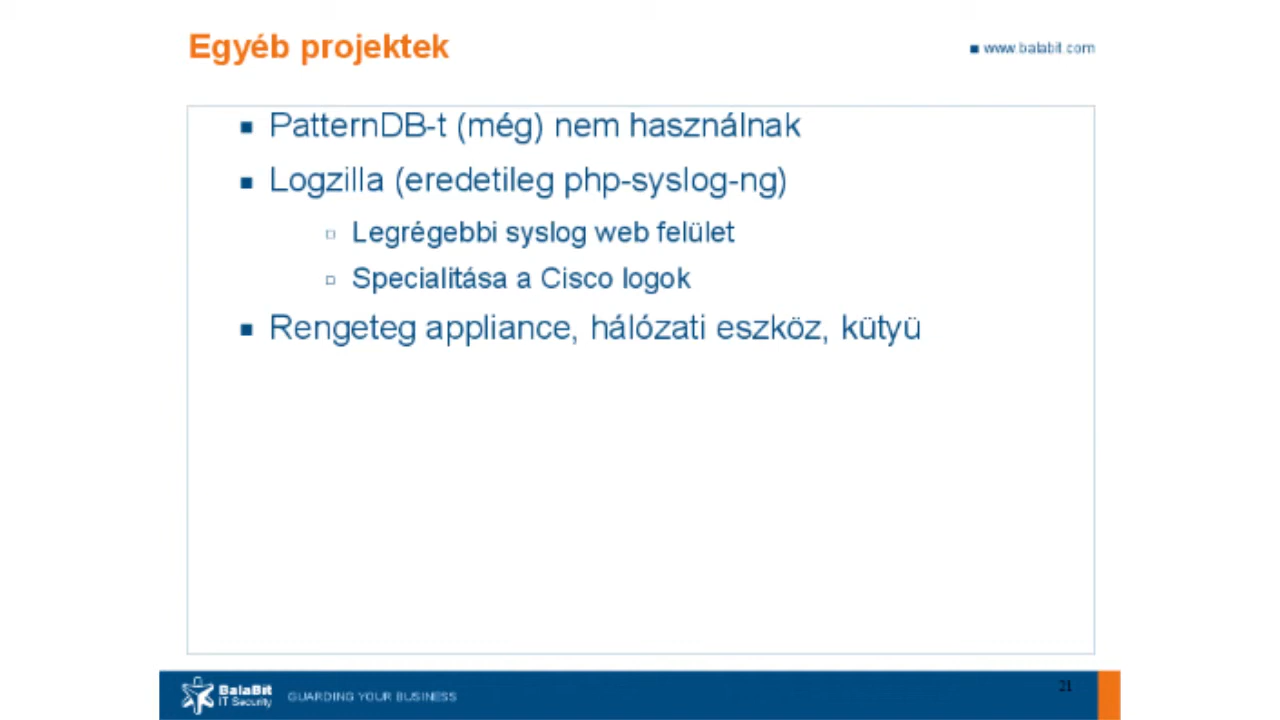 Egyéb projektek
www.balabit.com
PatternDB-t (még) nem használnak
Logzilla (eredetileg php-syslog-ng)
Legrégebbi syslog web felület
Specialitása a Cisco logok
Rengeteg appliance, hálózati eszköz, kütyü
BalaBit
IT Security
GUARDING YOUR BUSINESS
21